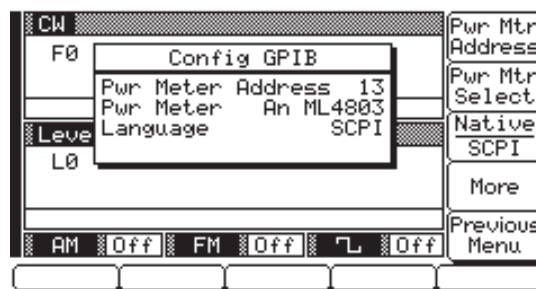 CW
F0
Config GPIB
Pwr Meter Address 13
Pwr Meter An ML4803
Language SCPI
Leve
L0
AM Off FM Off Off
Pwr Mtr
Address
Pwr Mtr
Select
Native
SCPI
More
Previous
Menu